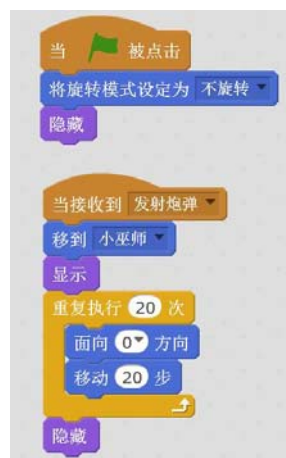 当 被点击
将旋转模式设定为 不旋转
隐藏
当接收到 发射炮弹
移到 小巫师
显示
重复执行 20 次
面向 0 方向
移动 20 步
隐藏